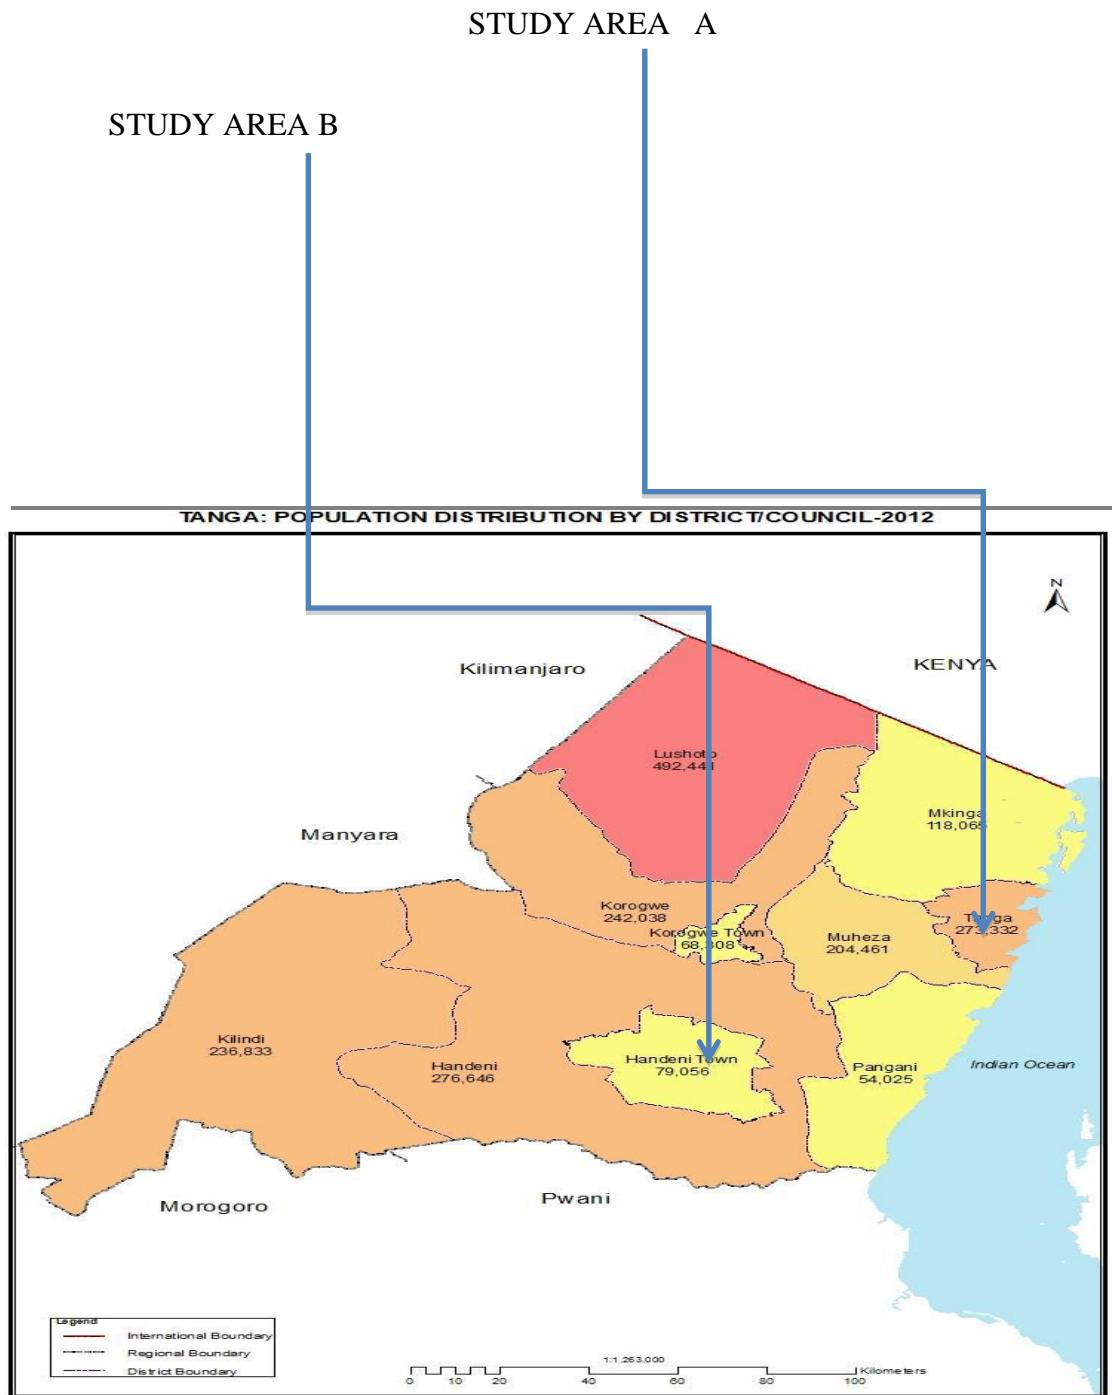 STUDY AREA A
STUDY AREA B
TANGA: POPULATION DISTRIBUTION BY DISTRICT/COUNCIL-2012
N
KENYA
Kilimanjaro
Lushoto
492,441
Mkinga
118,065
Manyara
Korogwe
242,038
Korogwe Town
68,308
Muheza
204,461
Tanga
273,332
Kilindi
236,833
Handeni
276,646
Handeni Town
79,056
Pangani
54,025
Indian Ocean
Morogoro
Pwani
Legend
International Boundary
Regional Boundary
District Boundary
1:1,263,000
0 10 20 40 60 80 100 Kilometers